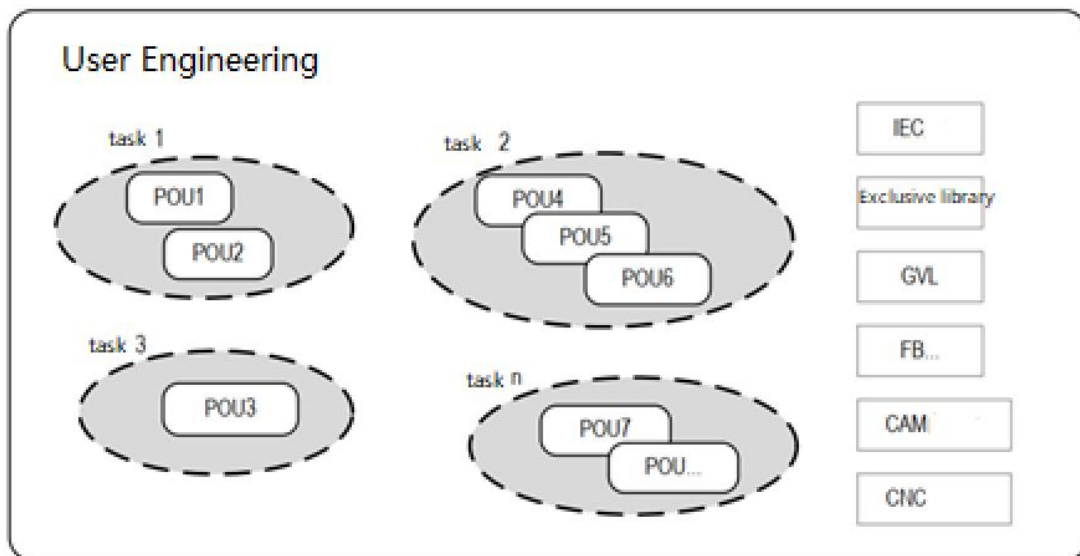 User Engineering
task 1
POU1
POU2
task 2
POU4
POU5
POU6
task 3
POU3
task n
POU7
POU...
IEC
Exclusive library
GVL
FB...
CAM
CNC